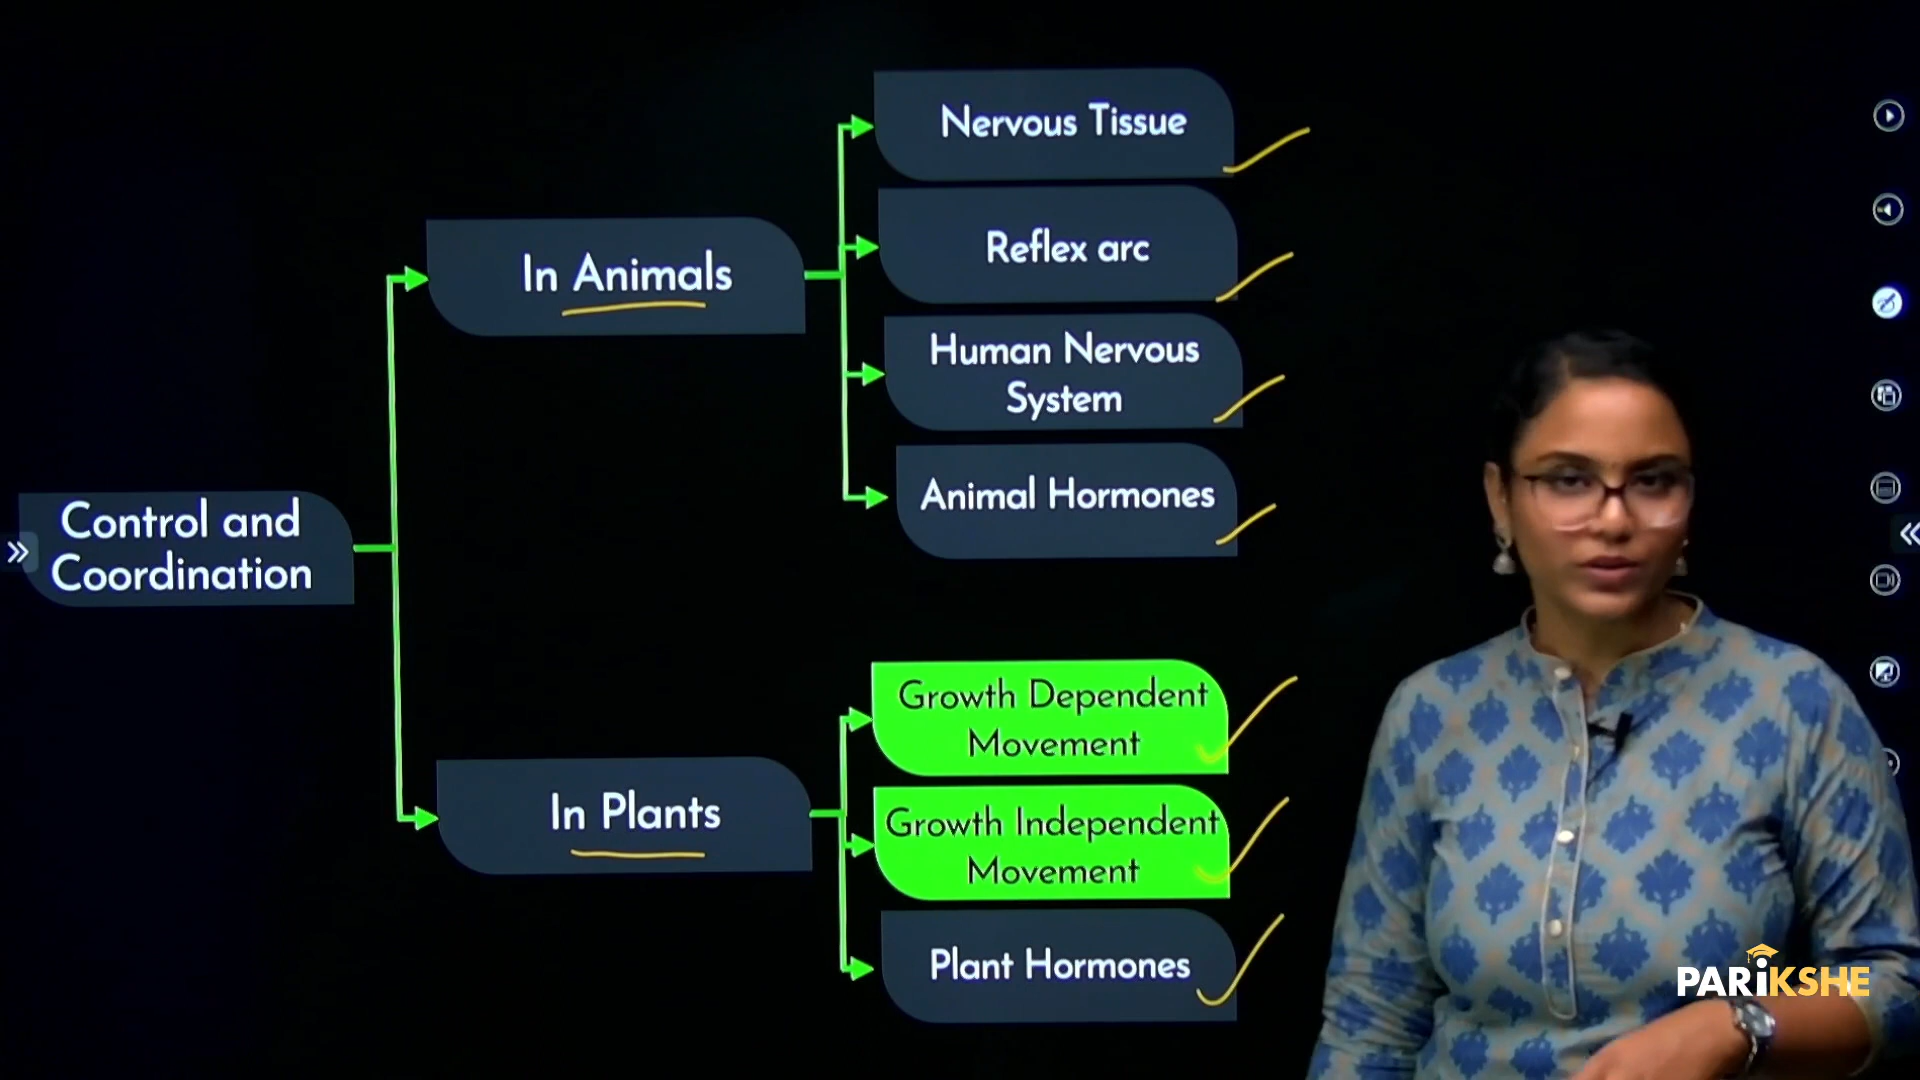 Control and
Coordination
In Animals
Nervous Tissue
Reflex arc
Human Nervous
System
Animal Hormones
In Plants
Growth Dependent
Movement
Growth Independent
Movement
Plant Hormones
PARIKSHE